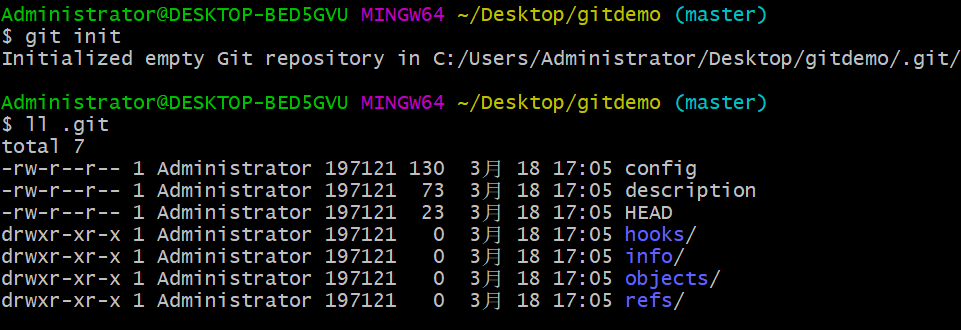 Administrator@DESKTOP-BED5GVU MINGW64 ~/Desktop/gitdemo (master)
$ git init
Initialized empty Git repository in C:/Users/Administrator/Desktop/gitdemo/.git/
Administrator@DESKTOP-BED5GVU MINGW64 ~/Desktop/gitdemo (master)
$ ll .git
total 7
-rw-r--r-- 1 Administrator 197121 130  3月 18 17:05 config
-rw-r--r-- 1 Administrator 197121  73  3月 18 17:05 description
-rw-r--r-- 1 Administrator 197121  23  3月 18 17:05 HEAD
drwxr-xr-x 1 Administrator 197121   0  3月 18 17:05 hooks/
drwxr-xr-x 1 Administrator 197121   0  3月 18 17:05 info/
drwxr-xr-x 1 Administrator 197121   0  3月 18 17:05 objects/
drwxr-xr-x 1 Administrator 197121   0  3月 18 17:05 refs/